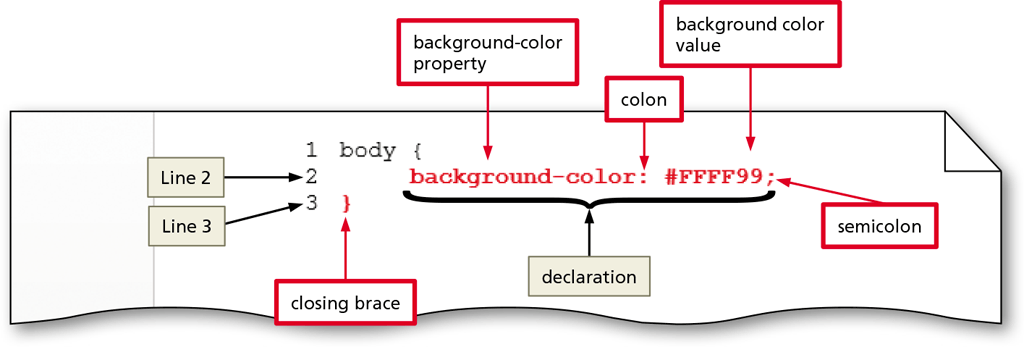 background color
value
background-color
property
colon
1 body {
Line 2
2 background-color: #FFFF99;
3 }
Line 3
semicolon
declaration
closing brace